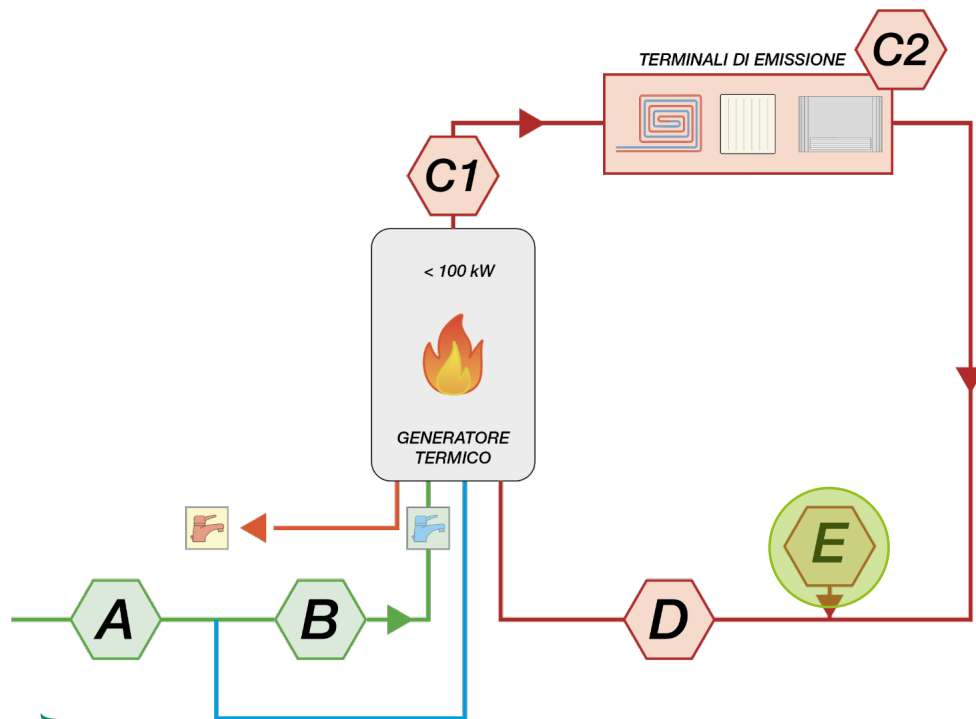 TERMINALI DI EMISSIONE
C2
C1
< 100 kW
GENERATORE
TERMICO
E
A
B
D